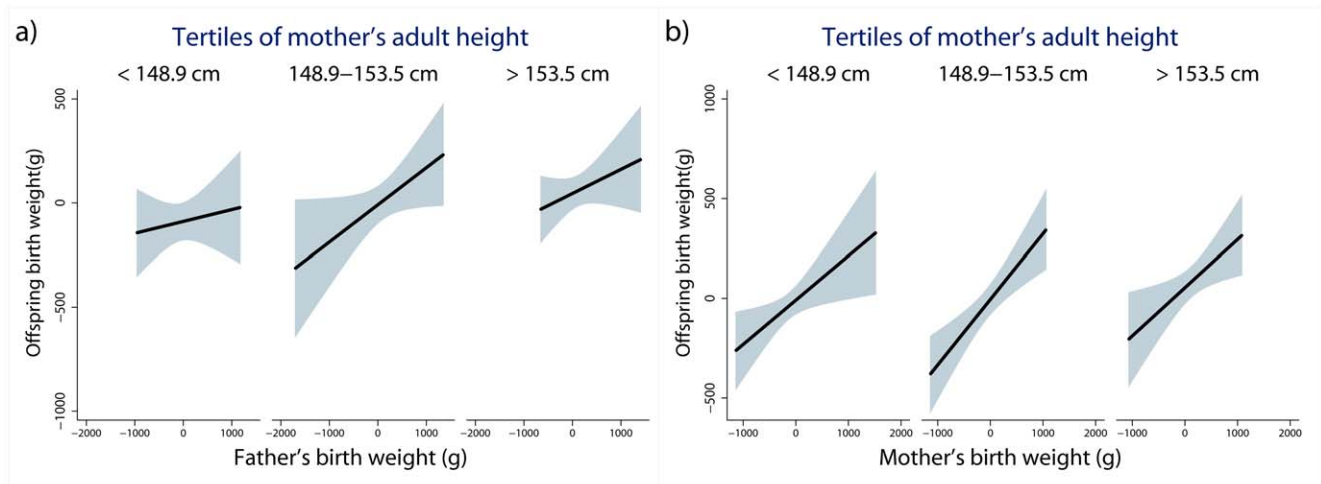 a)
Tertiles of mother's adult height
< 148.9 cm 148.9–153.5 cm > 153.5 cm
Offspring birth weight(g)
500
0
−500
−1000
−2000 −1000 0 1000 −2000 −1000 0 1000 −2000 −1000 0 1000
Father's birth weight (g)
b)
Tertiles of mother's adult height
< 148.9 cm 148.9–153.5 cm > 153.5 cm
Offspring birth weight(g)
1000
500
0
−500
−1000 0 1000 2000 −1000 0 1000 2000 −1000 0 1000 2000
Mother's birth weight (g)